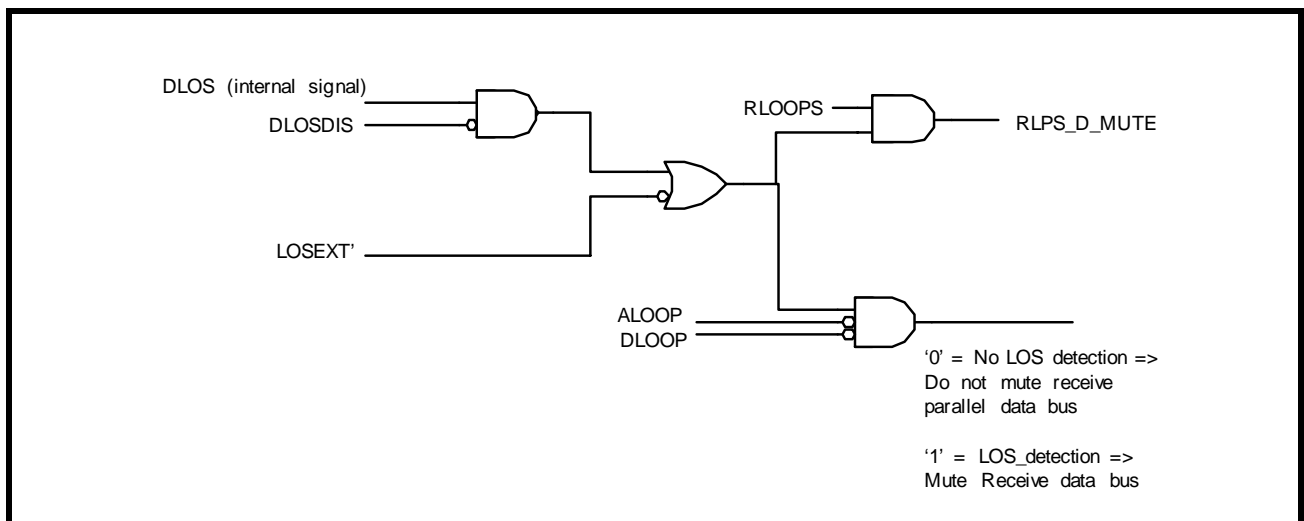 DLOS (internal signal)
DLOSDIS
LOSEXT’
RLOOPS
RLPS_D_MUTE
ALOOP
DLOOP
‘0’ = No LOS detection =>
Do not mute receive
parallel data bus
‘1’ = LOS_detection =>
Mute Receive data bus